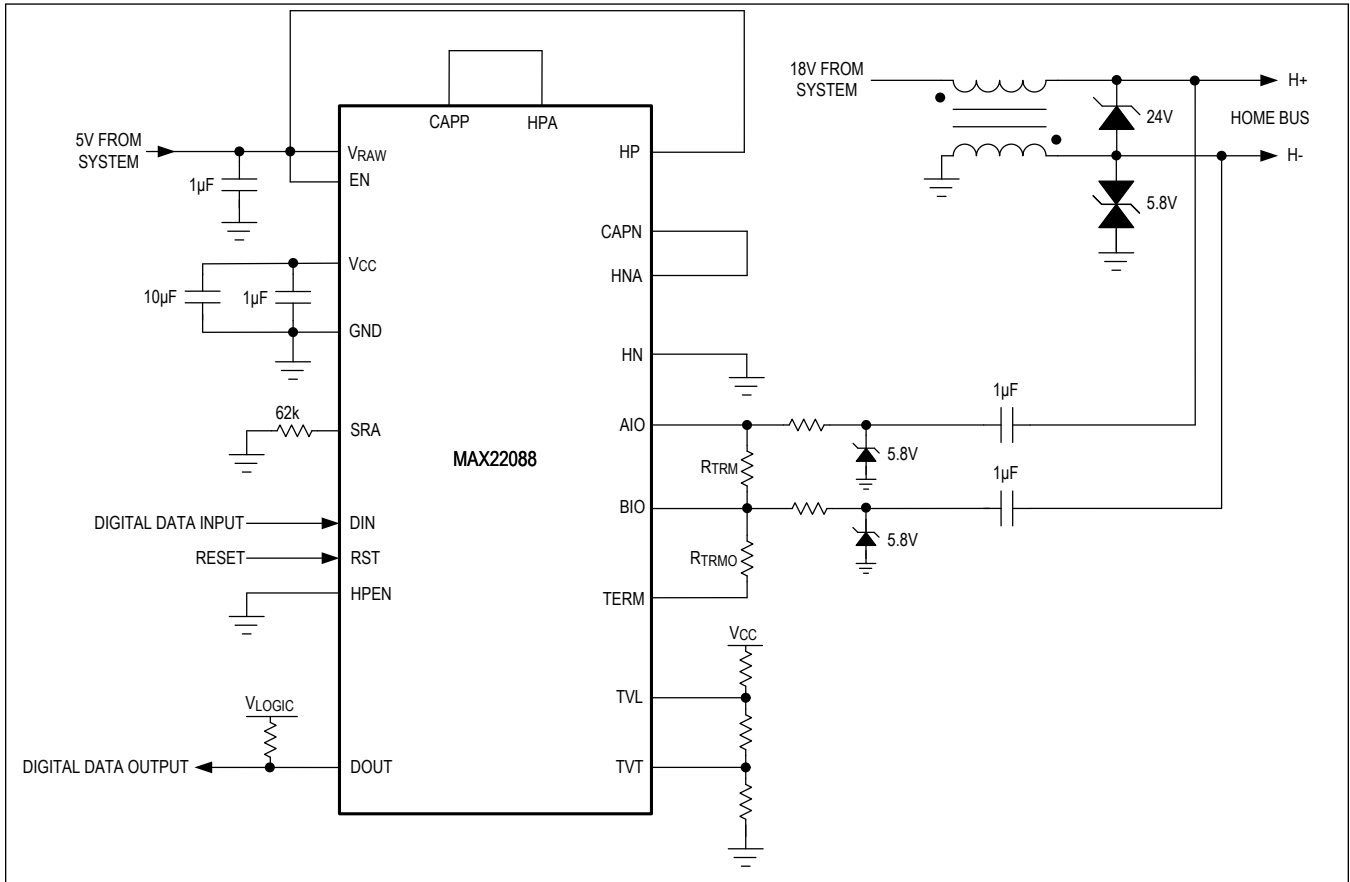 18V FROM
SYSTEM
H+
24V
HOME BUS
H-
5.8V
CAPP
HPA
5V FROM
SYSTEM
VRAW
EN
1µF
HP
CAPN
HNA
VCC
10µF
1µF
GND
HN
62k
SRA
MAX22088
AIO
1µF
5.8V
RTRM
BIO
1µF
5.8V
RTRMO
TERM
DIGITAL DATA INPUT
DIN
RESET
RST
HPEN
VCC
TVL
TVT
VLOGIC
DIGITAL DATA OUTPUT
DOUT